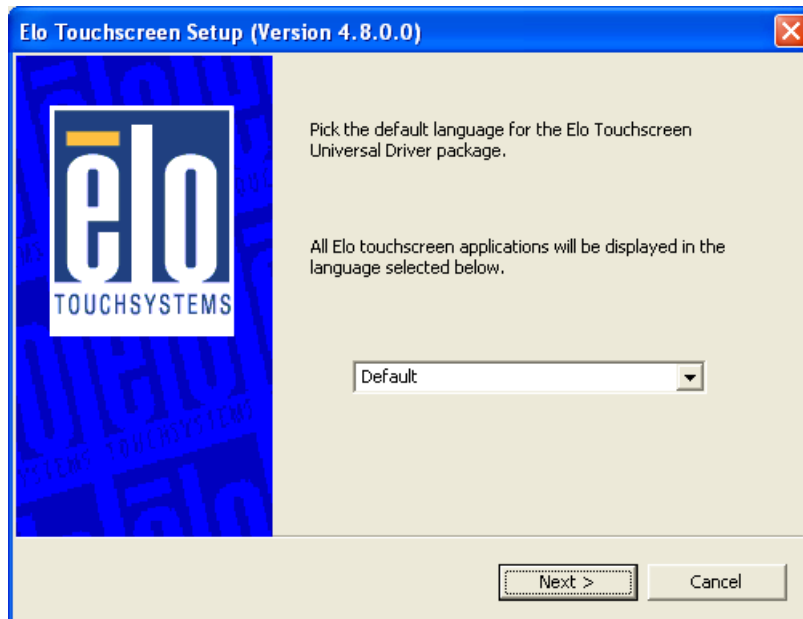 Elo Touchscreen Setup (Version 4.8.0.0)
ēlo
TOUCHSYSTEMS
Pick the default language for the Elo Touchscreen
Universal Driver package.
All Elo touchscreen applications will be displayed in the
language selected below.
Default
Next >
Cancel